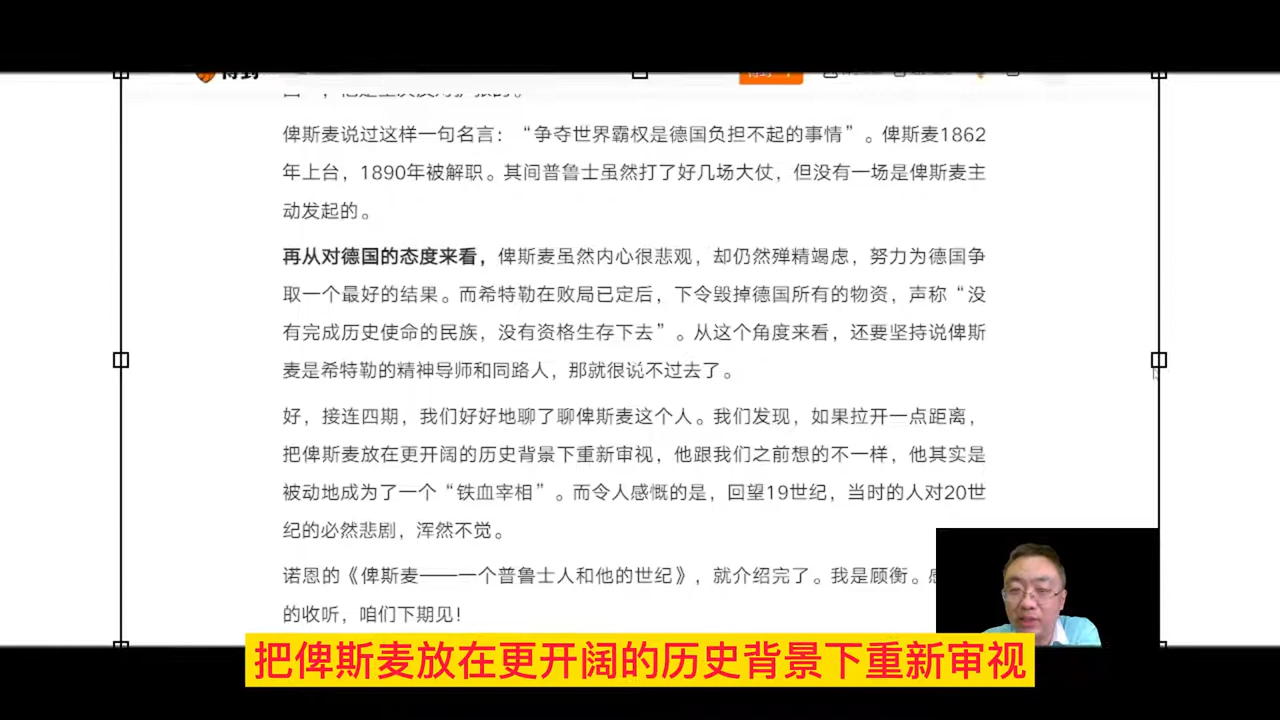 得到
俾斯麦说过这样一句名言：“争夺世界霸权是德国负担不起的事情”。俾斯麦1862
年上台，1890年被解职。其间普鲁士虽然打了好几场大仗，但没有一场是俾斯麦主
动发起的。
再从对德国的态度来看，俾斯麦虽然内心很悲观，却仍然殚精竭虑，努力为德国争
取一个最好的结果。而希特勒在败局已定后，下令毁掉德国所有的物资，声称“没
有完成历史使命的民族，没有资格生存下去”。从这个角度来看，还要坚持说俾斯
麦是希特勒的精神导师和同路人，那就很说不过去了。
好，接连四期，我们好好地聊了聊俾斯麦这个人。我们发现，如果拉开一点距离，
把俾斯麦放在更开阔的历史背景下重新审视，他跟我们之前想的不一样，他其实是
被动地成为了一个“铁血宰相”。而令人感慨的是，回望19世纪，当时的人对20世
纪的必然悲剧，浑然不觉。
诺恩的《俾斯麦——一个普鲁士人和他的世纪》，就介绍完了。我是顾衡。
的收听，咱们下期见！
把俾斯麦放在更开阔的历史背景下重新审视